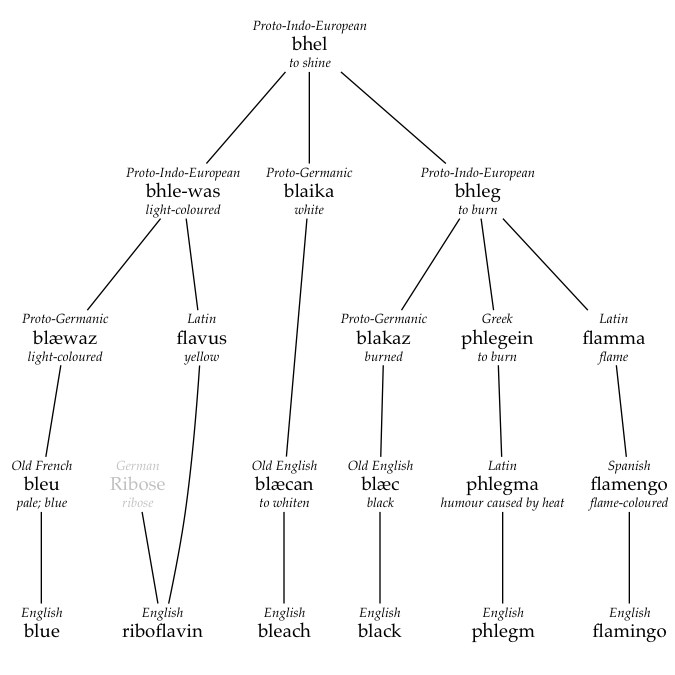 Proto-Indo-European
bhel
to shine
Proto-Indo-European Proto-Germanic Proto-Indo-European
bhle-was blaika bhleg
light-coloured white to burn
Proto-Germanic Latin Proto-Germanic Greek Latin
blæwaz flavus blakaz phlegein flamma
light-coloured yellow burned to burn flame
Old French German Old English Old English Latin Spanish
bleu Ribose blæcan blæc phlegma flamengo
pale; blue ribose to whiten black humour caused by heat flame-coloured
English English English English English English
blue riboflavin bleach black phlegm flamingo